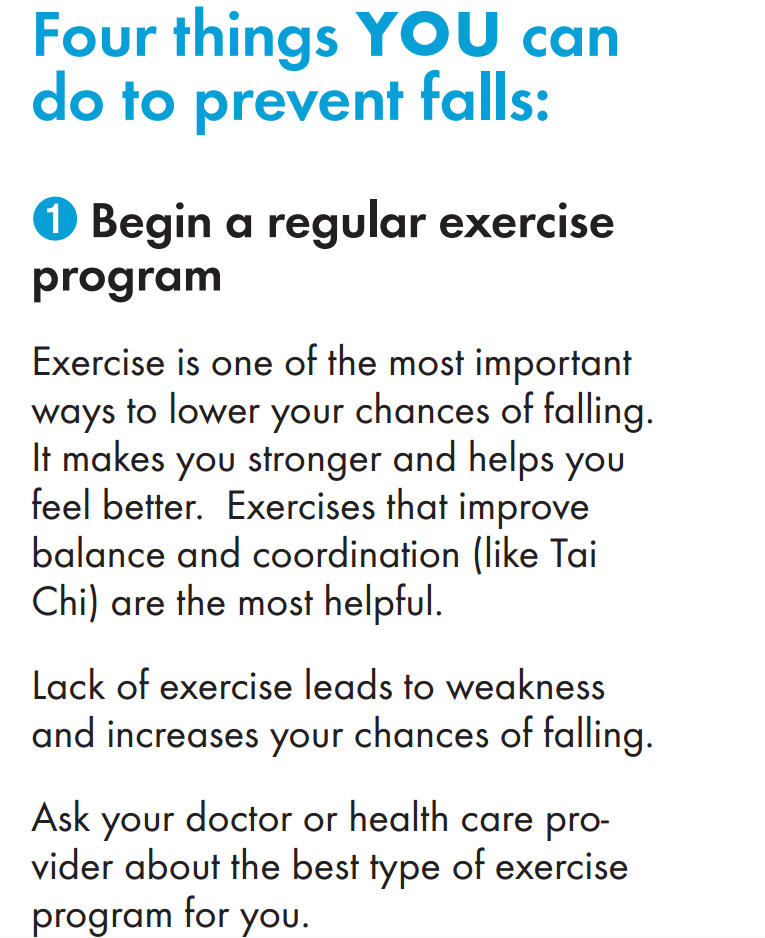 Four things YOU can
do to prevent falls:
1 Begin a regular exercise
program
Exercise is one of the most important
ways to lower your chances of falling.
It makes you stronger and helps you
feel better.  Exercises that improve
balance and coordination (like Tai
Chi) are the most helpful.
Lack of exercise leads to weakness
and increases your chances of falling.
Ask your doctor or health care pro-
vider about the best type of exercise
program for you.